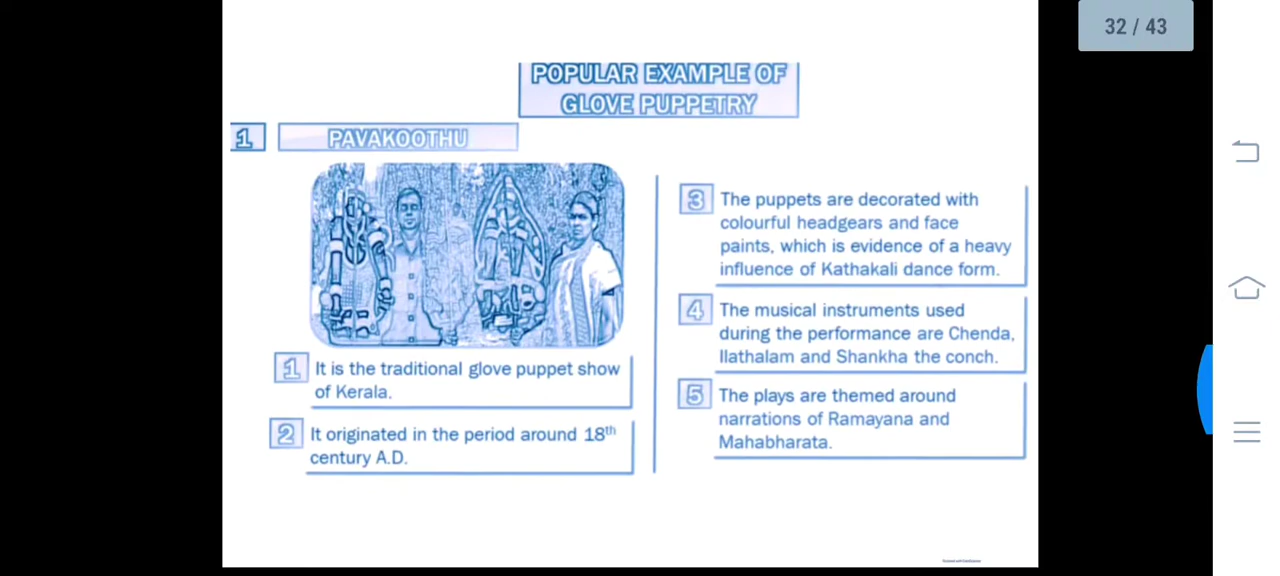 32 / 43
POPULAR EXAMPLE OF
GLOVE PUPPETRY
1 PAVAKOOTHU
1 It is the traditional glove puppet show
of Kerala.
2 It originated in the period around 18th
century A.D.
3 The puppets are decorated with
colourful headgears and face
paints, which is evidence of a heavy
influence of Kathakali dance form.
4 The musical instruments used
during the performance are Chenda,
Ilathalam and Shankha the conch.
5 The plays are themed around
narrations of Ramayana and
Mahabharata.